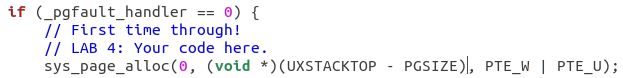 if (_pgfault_handler == 0) {
// First time through!
// LAB 4: Your code here.
sys_page_alloc(0, (void *)(UXSTACKTOP - PGSIZE), PTE_W | PTE_U);